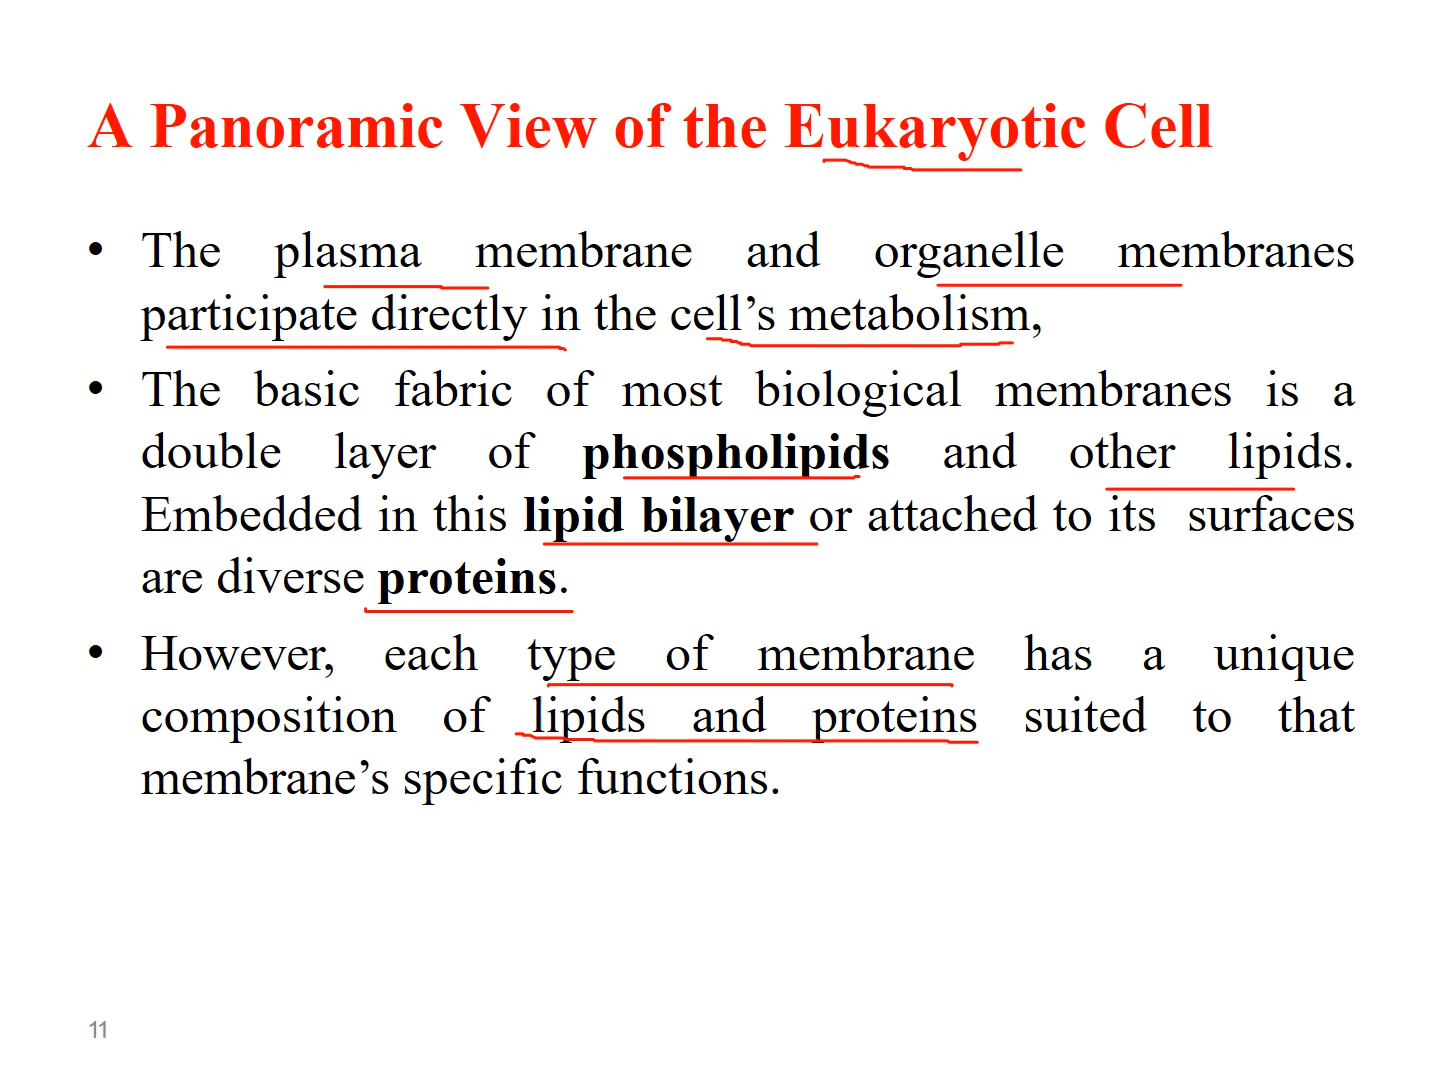 A Panoramic View of the Eukaryotic Cell
• The plasma membrane and organelle membranes
participate directly in the cell’s metabolism,
• The basic fabric of most biological membranes is a
double layer of phospholipids and other lipids.
Embedded in this lipid bilayer or attached to its surfaces
are diverse proteins.
• However, each type of membrane has a unique
composition of lipids and proteins suited to that
membrane’s specific functions.
11